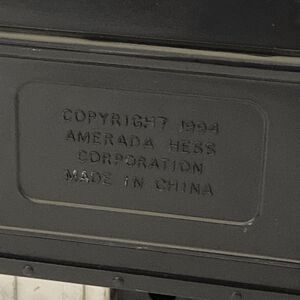 COPYRIGHT 1994
AMERADA HESS
CORPORATION
MADE IN CHINA